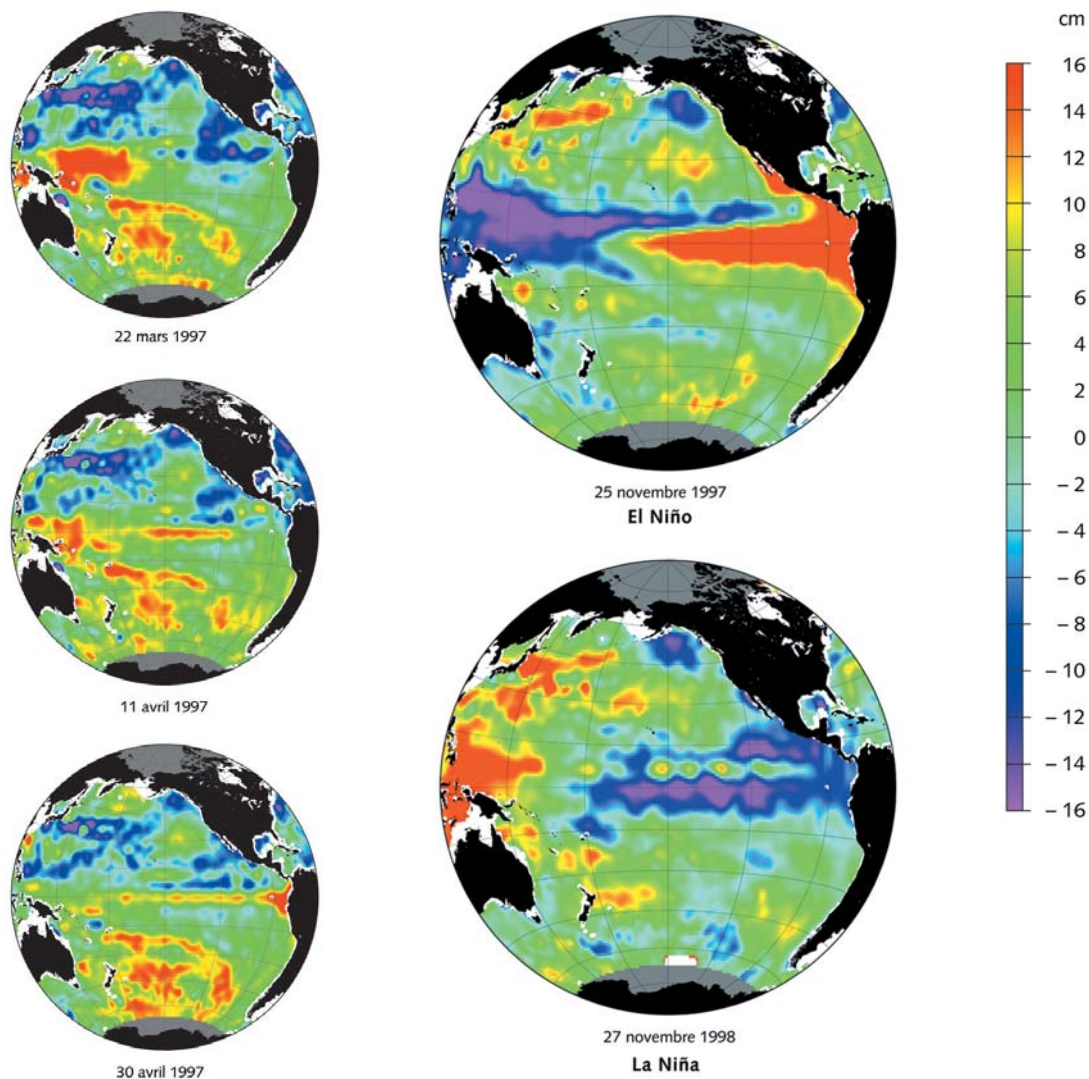 22 mars 1997
11 avril 1997
30 avril 1997
25 novembre 1997
El Niño
27 novembre 1998
La Niña
cm
16
14
12
10
8
6
4
2
0
– 2
– 4
– 6
– 8
– 10
– 12
– 14
– 16